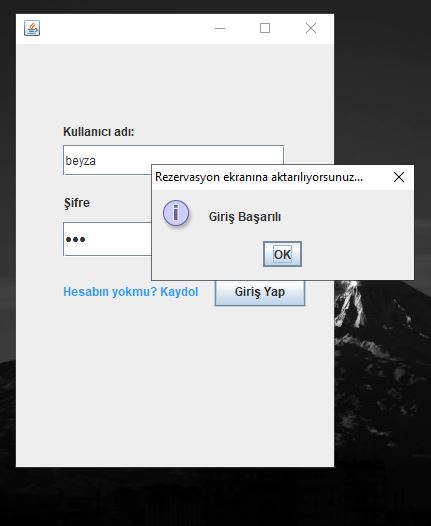 Kullanıcı adı:
beyza
Rezervasyon ekranına aktarılıyorsunuz...
Şifre
Giriş Başarılı
OK
Hesabın yokmu? Kaydol
Giriş Yap